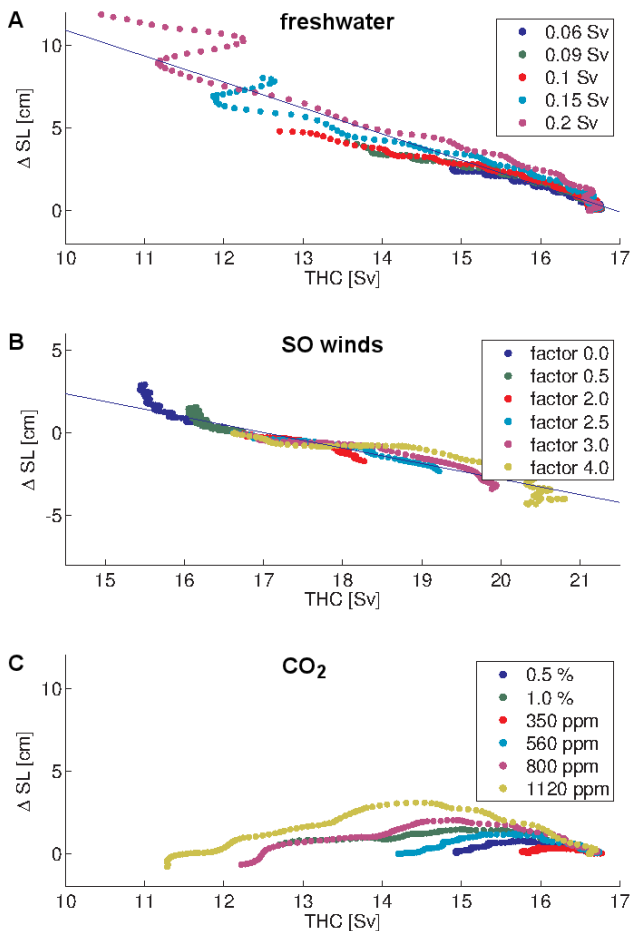 A
freshwater
Δ SL [cm]
10
5
0
0.06 Sv
0.09 Sv
0.1 Sv
0.15 Sv
0.2 Sv
10 11 12 13 14 15 16 17
THC [Sv]
B
SO winds
Δ SL [cm]
5
0
-5
factor 0.0
factor 0.5
factor 2.0
factor 2.5
factor 3.0
factor 4.0
15 16 17 18 19 20 21
THC [Sv]
C
CO₂
Δ SL [cm]
10
5
0
0.5 %
1.0 %
350 ppm
560 ppm
800 ppm
1120 ppm
10 11 12 13 14 15 16 17
THC [Sv]